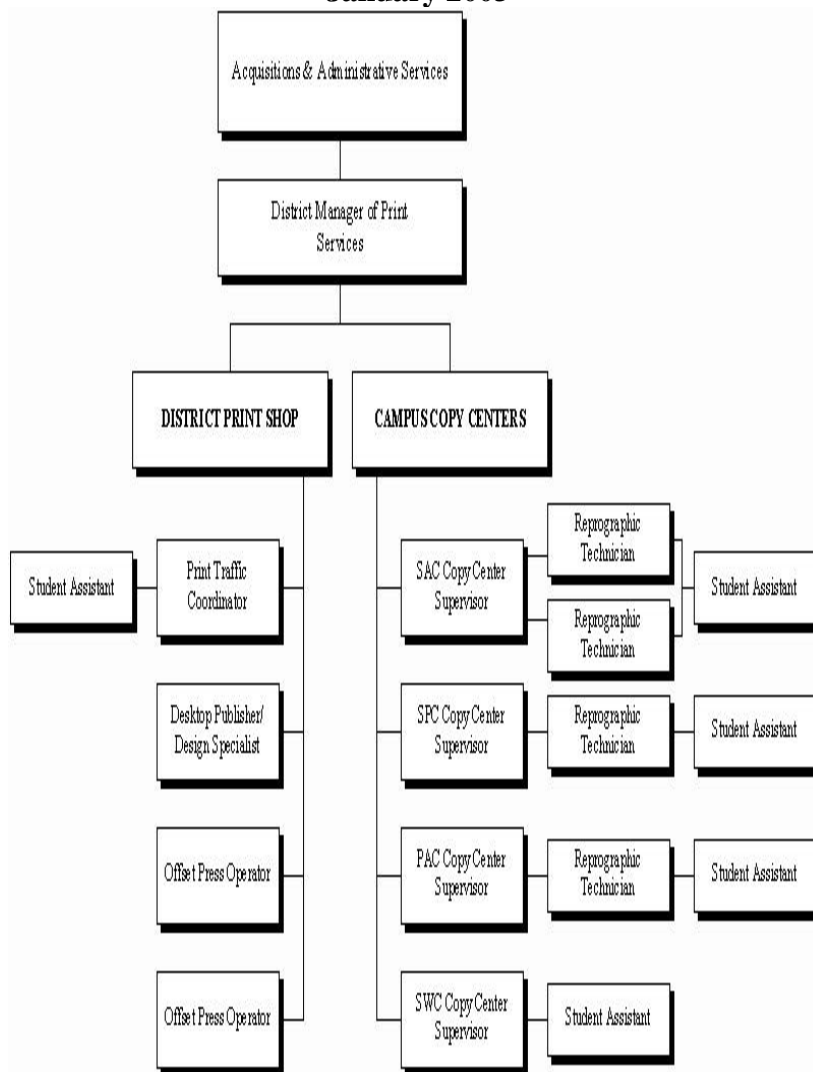 Acquisitions & Administrative Services
District Manager of Print
Services
DISTRICT PRINT SHOP
CAMPUS COPY CENTERS
Student Assistant
Print Traffic
Coordinator
SAC Copy Center
Supervisor
Reprographic
Technician
Reprographic
Technician
Student Assistant
Desktop Publisher/
Design Specialist
SPC Copy Center
Supervisor
Reprographic
Technician
Student Assistant
Offset Press Operator
PAC Copy Center
Supervisor
Reprographic
Technician
Student Assistant
Offset Press Operator
SWC Copy Center
Supervisor
Student Assistant